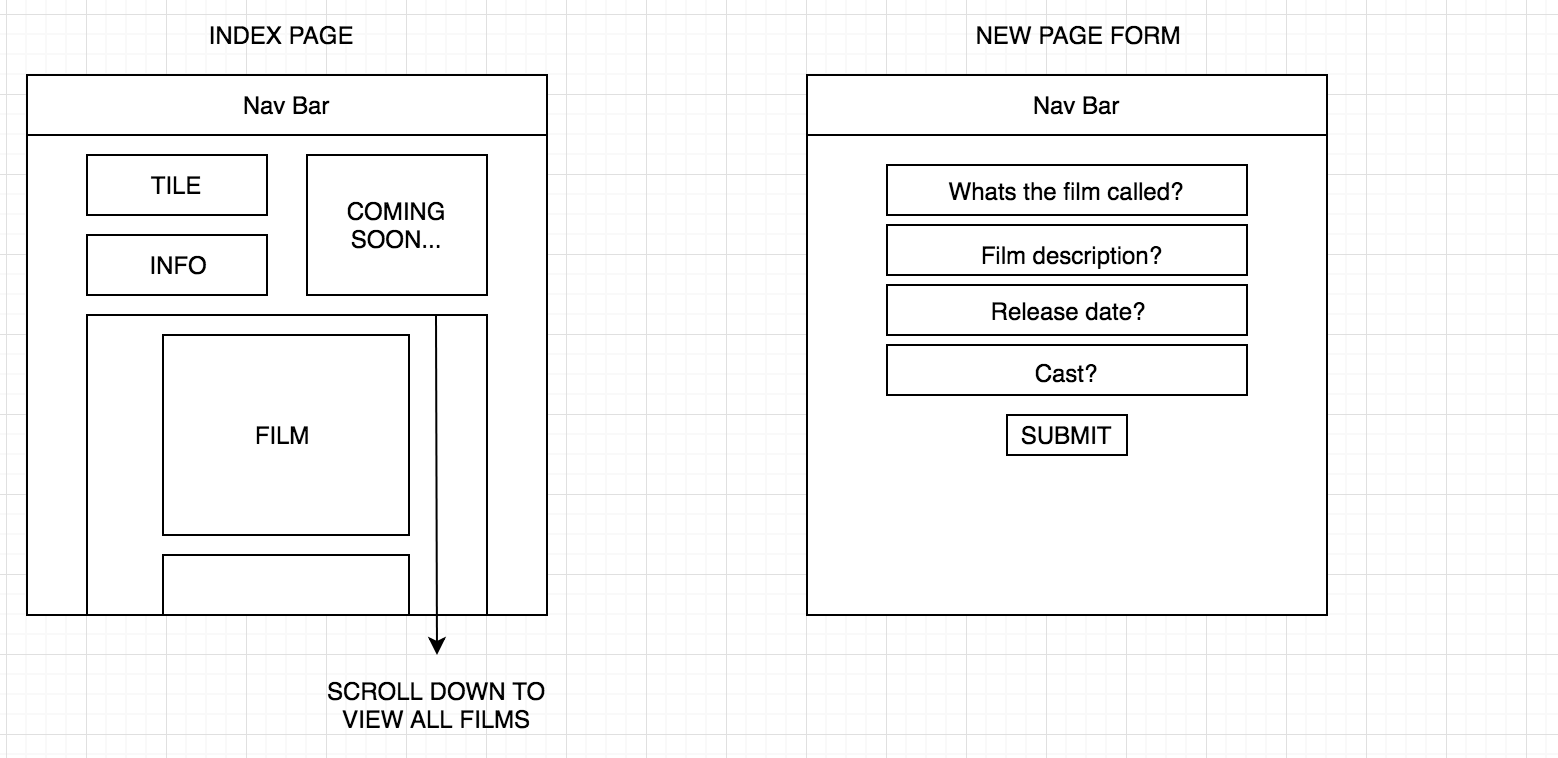 INDEX PAGE
Nav Bar
TILE
INFO
COMING
SOON...
FILM
SCROLL DOWN TO
VIEW ALL FILMS
NEW PAGE FORM
Nav Bar
Whats the film called?
Film description?
Release date?
Cast?
SUBMIT